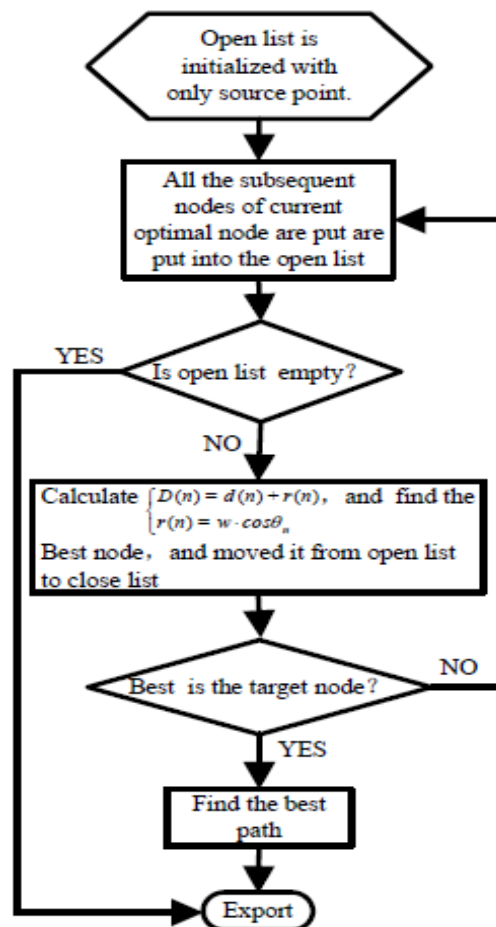 Open list is
initialized with
only source point.
All the subsequent
nodes of current
optimal node are put are
put into the open list
YES
Is open list empty?
NO
Calculate { D(n) = d(n) + r(n), and find the
r(n) = w · cosθₙ
Best node, and moved it from open list
to close list
Best is the target node?
NO
YES
Find the best
path
Export